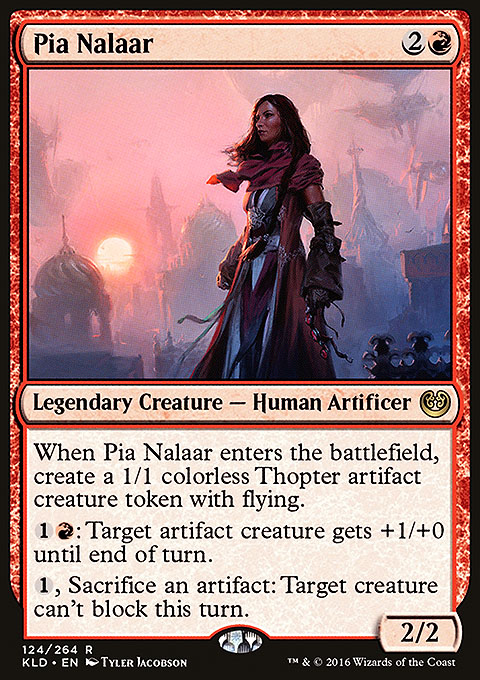 Pia Nalaar 2
Legendary Creature — Human Artificer
When Pia Nalaar enters the battlefield,
create a 1/1 colorless Thopter artifact
creature token with flying.
1 : Target artifact creature gets +1/+0
until end of turn.
1, Sacrifice an artifact: Target creature
can't block this turn.
2/2
124/264 R
KLD • EN Tyler Jacobson
™ & © 2016 Wizards of the Coast